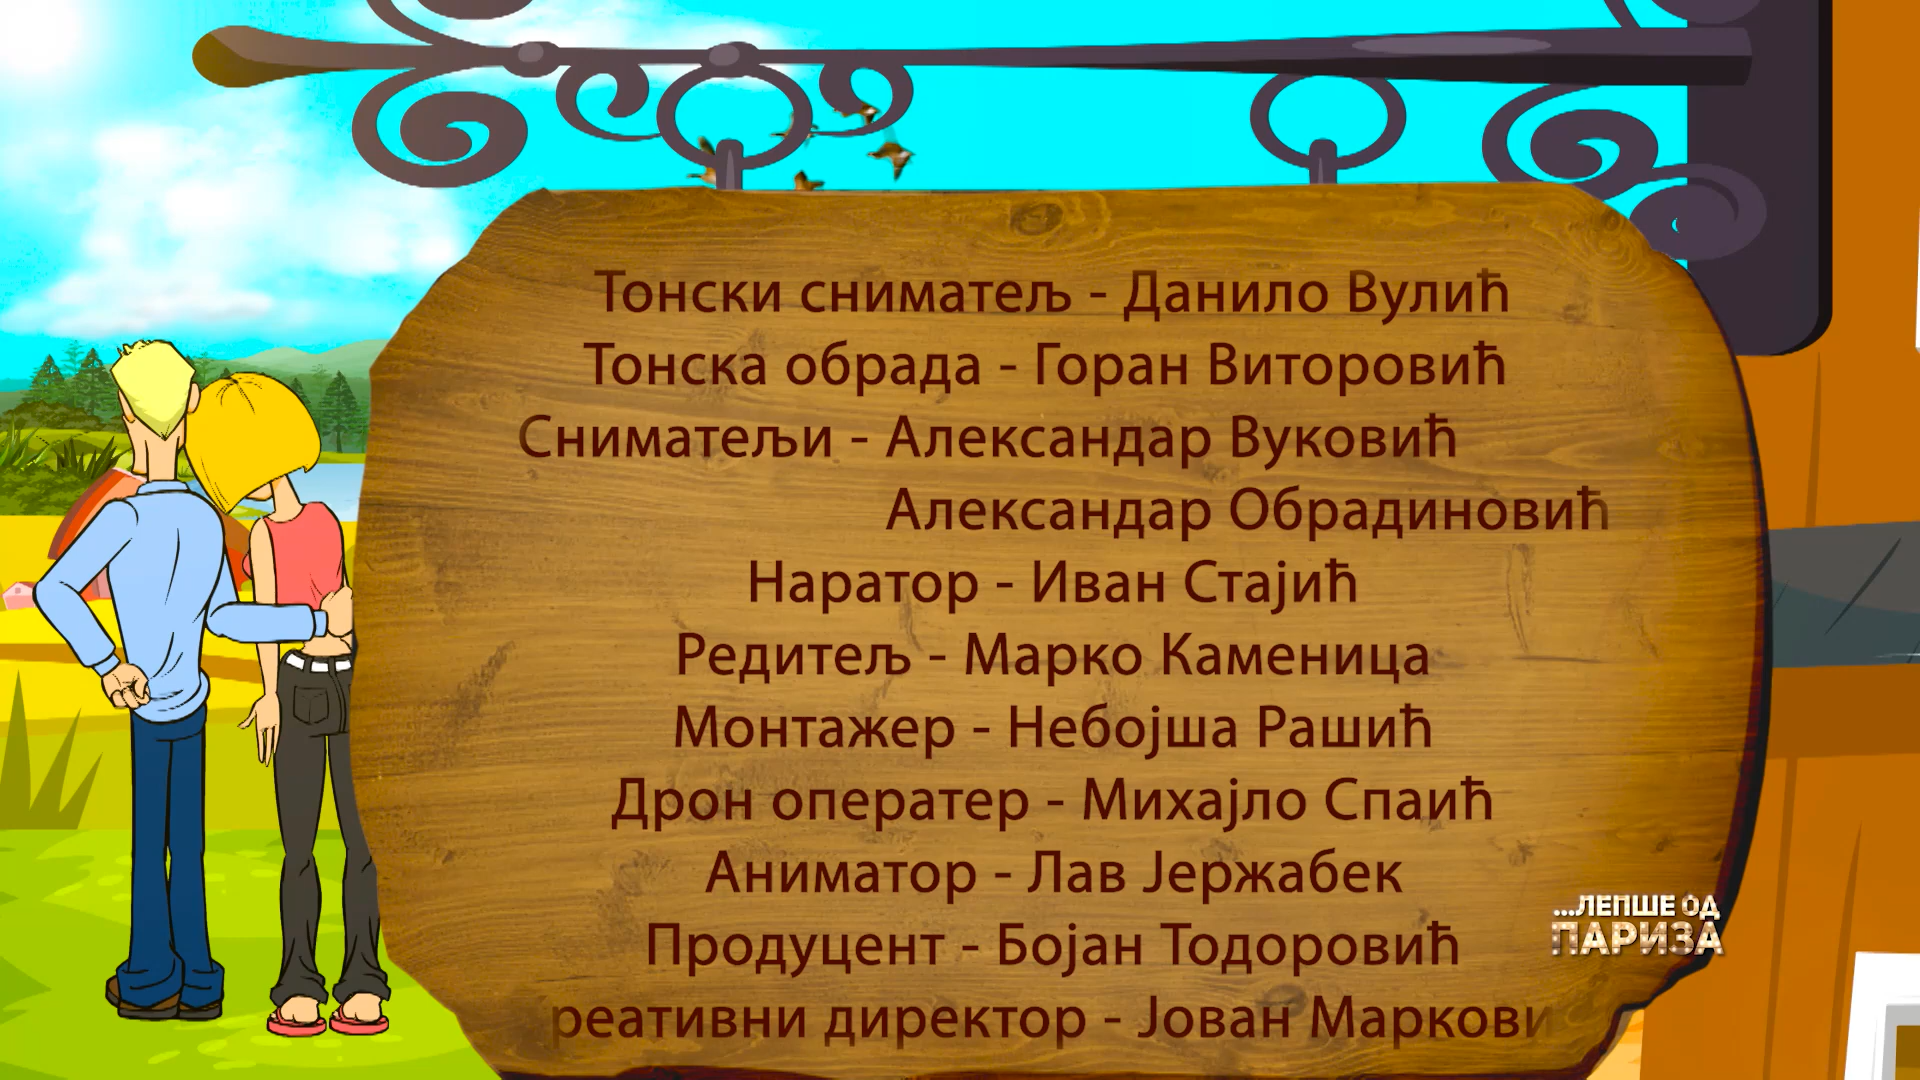 Тонски сниматељ - Данило Вулић
Тонска обрада - Горан Виторовић
Сниматељи - Александар Вуковић
Александар Обрадиновић
Наратор - Иван Стајић
Редитељ - Марко Каменица
Монтажер - Небојша Рашић
Дрон оператер - Михајло Спаић
Аниматор - Лав Јержабек
Продуцент - Бојан Тодоровић
реативни директор - Јован Маркови
...ЛЕПШЕ ОД
ПАРИЗА